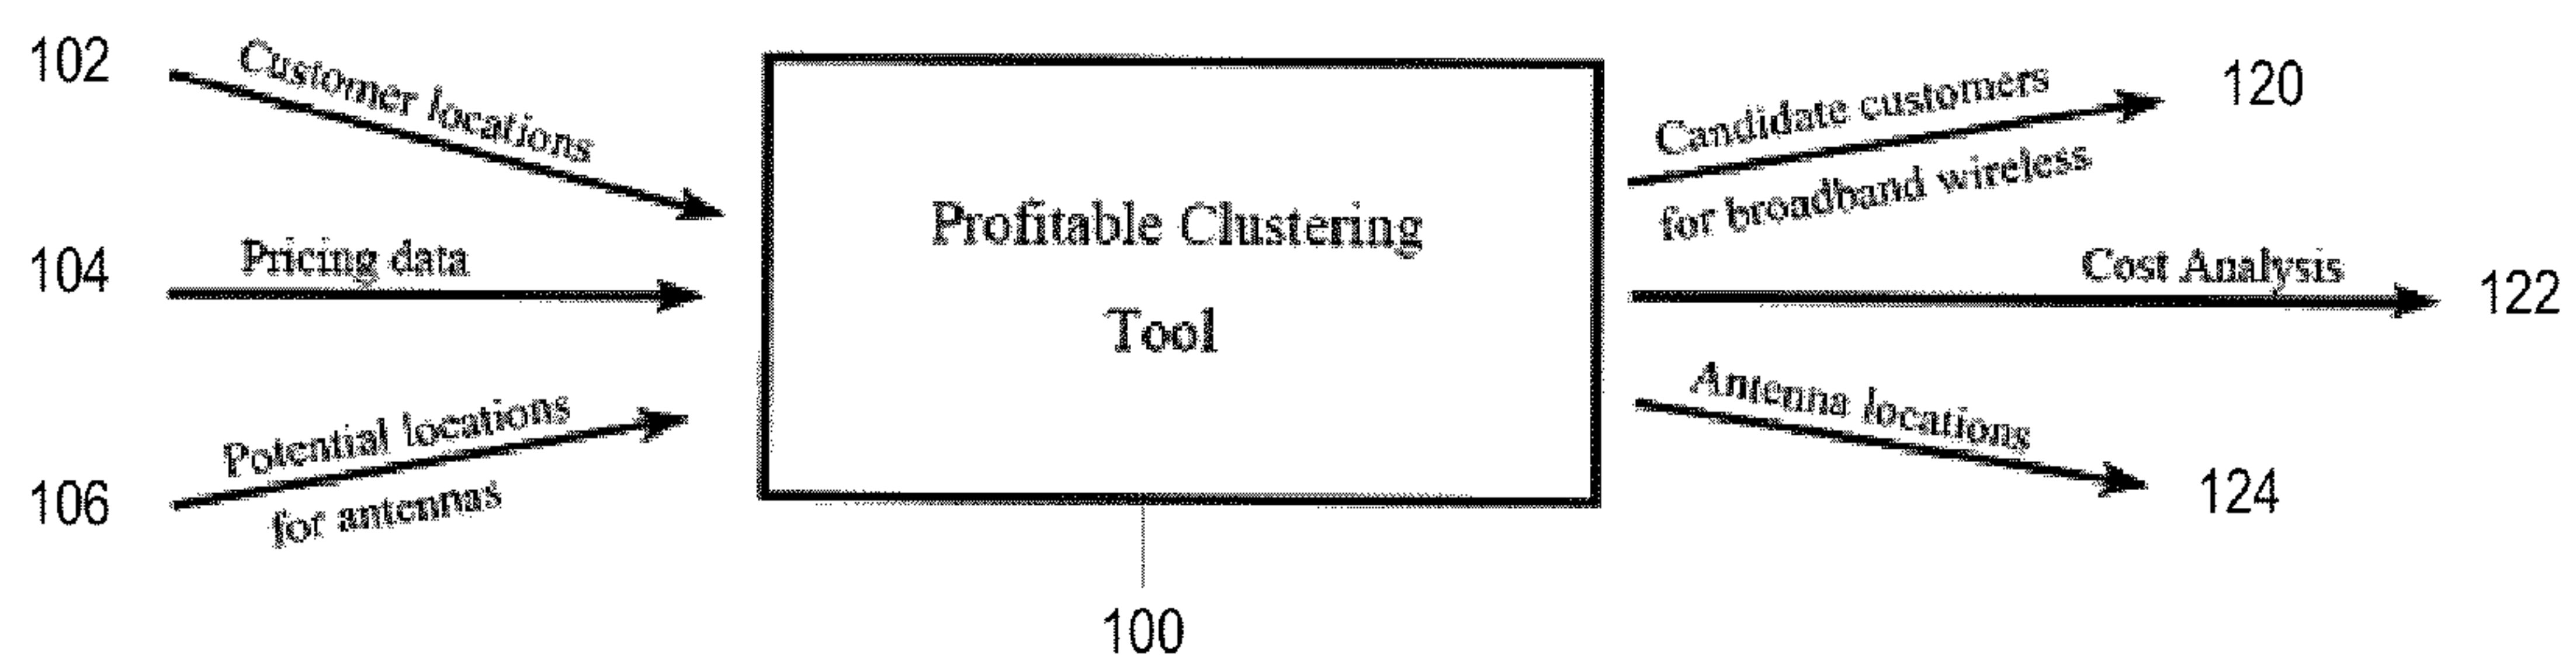 102
Customer locations
104
Pricing data
106
Potential locations
for antennas
Profitable Clustering
Tool
100
Candidate customers
for broadband wireless
120
Cost Analysis
122
Antenna locations
124